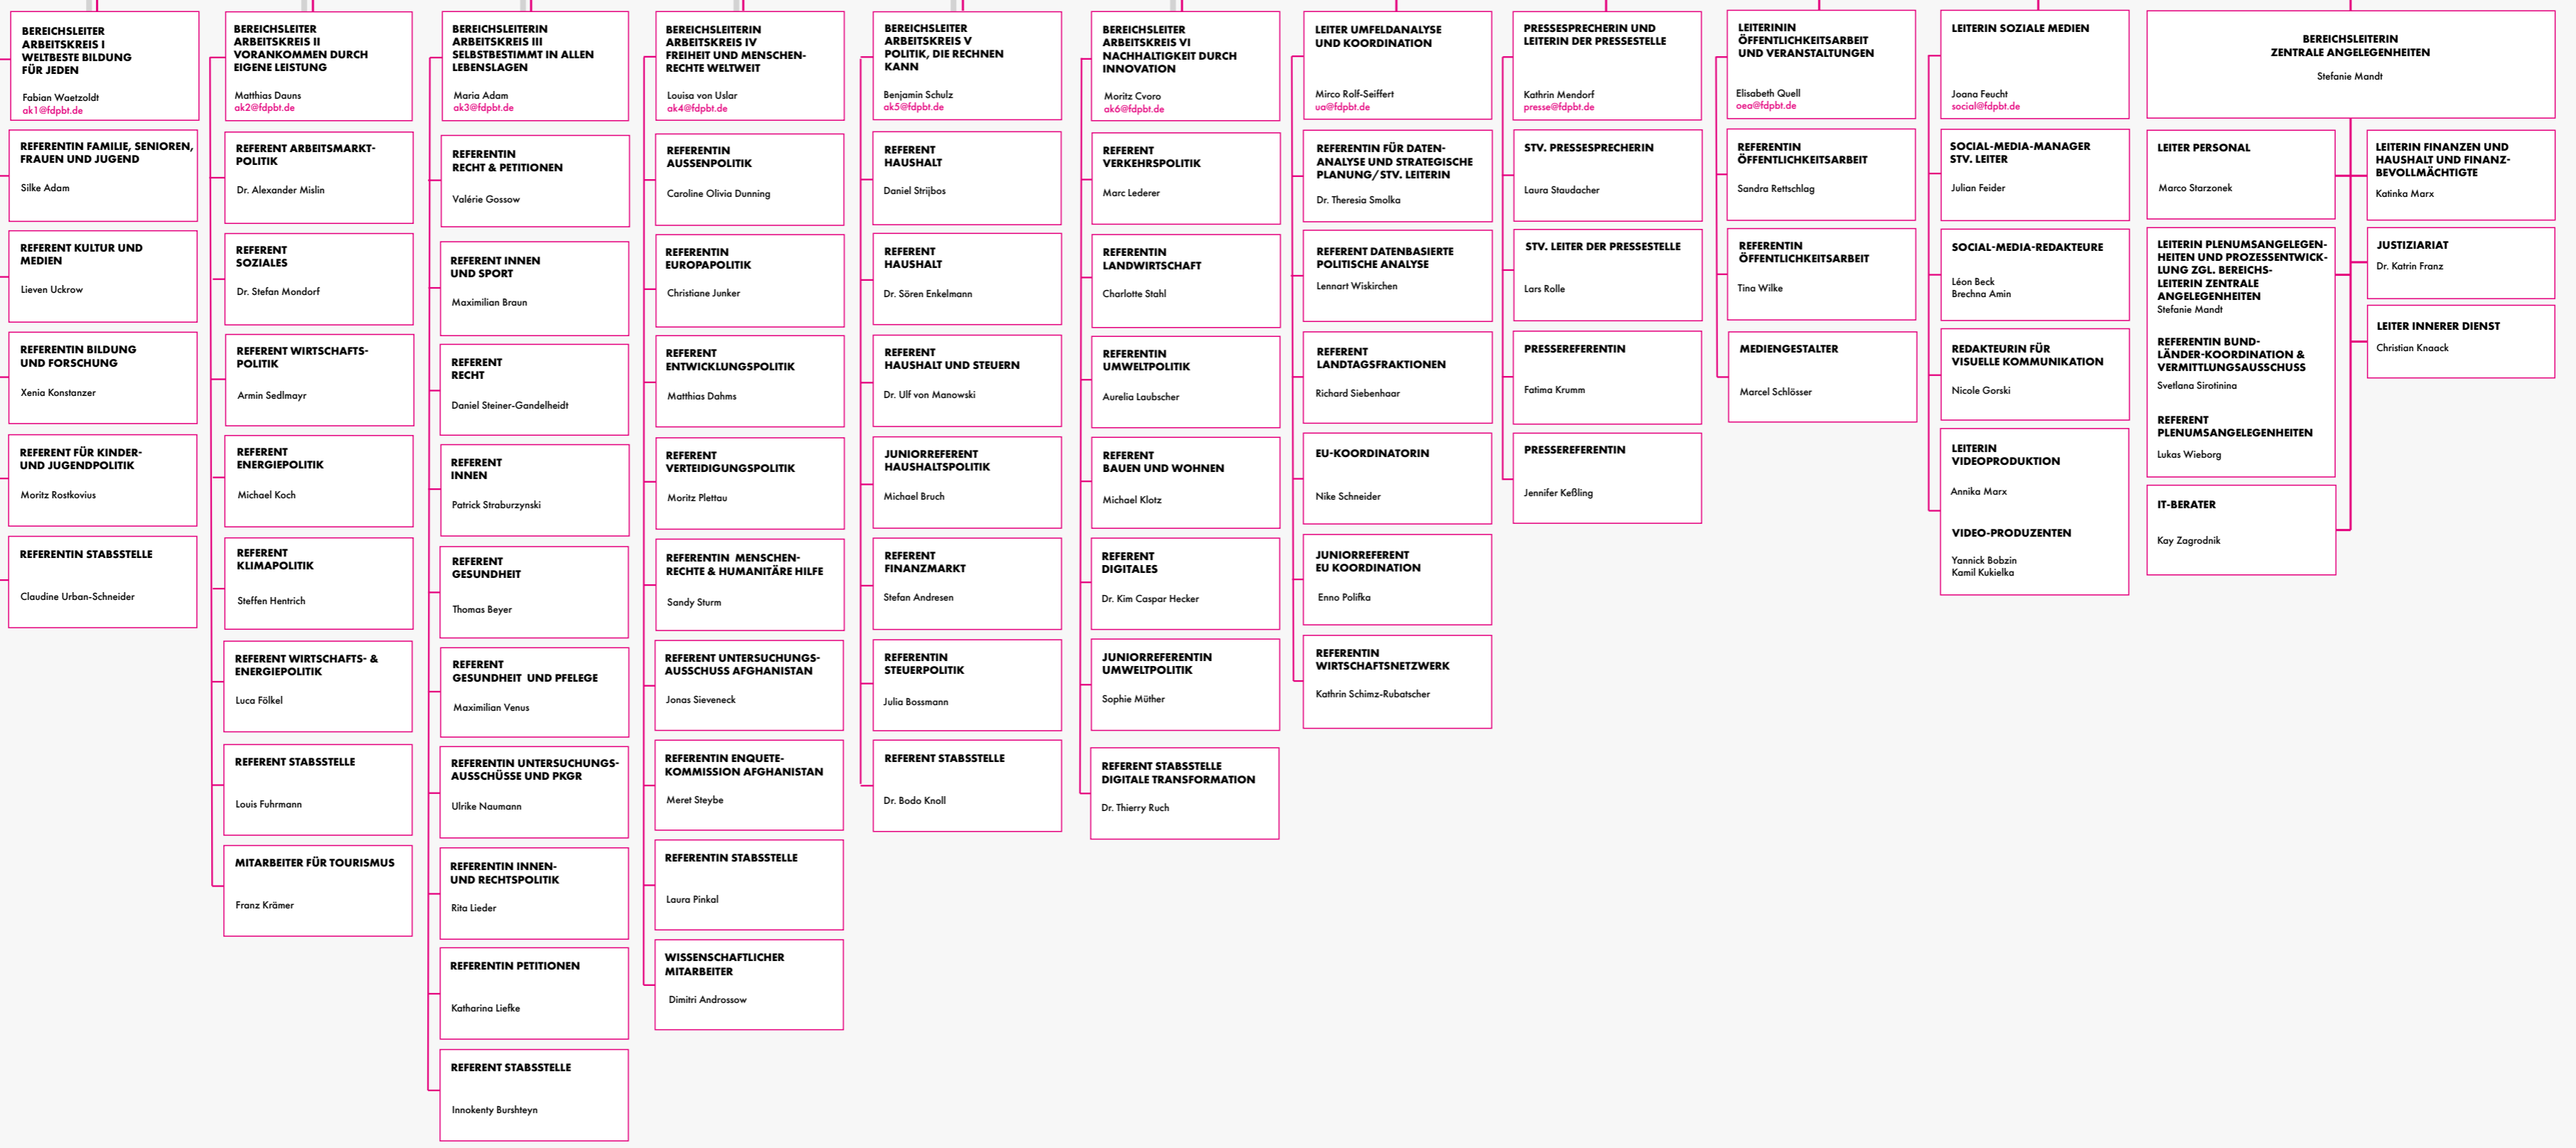 BEREICHSLEITER
ARBEITSKREIS I
WELTBESTE BILDUNG
FÜR JEDEN
Fabian Waetzoldt
ak1@fdpbt.de
REFERENTIN FAMILIE, SENIOREN,
FRAUEN UND JUGEND
Silke Adam
REFERENT KULTUR UND
MEDIEN
Lieven Uckrow
REFERENTIN BILDUNG
UND FORSCHUNG
Xenia Konstanzer
REFERENT FÜR KINDER-
UND JUGENDPOLITIK
Moritz Rostkovius
REFERENTIN STABSSTELLE
Claudine Urban-Schneider
BEREICHSLEITER
ARBEITSKREIS II
VORANKOMMEN DURCH
EIGENE LEISTUNG
Matthias Dauns
ak2@fdpbt.de
REFERENT ARBEITSMARKT-
POLITIK
Dr. Alexander Mislin
REFERENT
SOZIALES
Dr. Stefan Mondorf
REFERENT WIRTSCHAFTS-
POLITIK
Armin Sedlmayr
REFERENT
ENERGIEPOLITIK
Michael Koch
REFERENT
KLIMAPOLITIK
Steffen Hentrich
REFERENT WIRTSCHAFTS- &
ENERGIEPOLITIK
Luca Fölkel
REFERENT STABSSTELLE
Louis Fuhrmann
MITARBEITER FÜR TOURISMUS
Franz Krämer
BEREICHSLEITERIN
ARBEITSKREIS III
SELBSTBESTIMMT IN ALLEN
LEBENSLAGEN
Maria Adam
ak3@fdpbt.de
REFERENTIN
RECHT & PETITIONEN
Valérie Gossow
REFERENT INNEN
UND SPORT
Maximilian Braun
REFERENT
RECHT
Daniel Steiner-Gandelheidt
REFERENT
INNEN
Patrick Straburzynski
REFERENT
GESUNDHEIT
Thomas Beyer
REFERENT
GESUNDHEIT UND PFELEGE
Maximilian Venus
REFERENTIN UNTERSUCHUNGS-
AUSSCHÜSSE UND PKGR
Ulrike Naumann
REFERENTIN INNEN-
UND RECHTSPOLITIK
Rita Lieder
REFERENTIN PETITIONEN
Katharina Liefke
REFERENT STABSSTELLE
Innokenty Burshteyn
BEREICHSLEITERIN
ARBEITSKREIS IV
FREIHEIT UND MENSCHEN-
RECHTE WELTWEIT
Louisa von Uslar
ak4@fdpbt.de
REFERENTIN
AUSSENPOLITIK
Caroline Olivia Dunning
REFERENTIN
EUROPAPOLITIK
Christiane Junker
REFERENT
ENTWICKLUNGSPOLITIK
Matthias Dahms
REFERENT
VERTEIDIGUNGSPOLITIK
Moritz Plettau
REFERENTIN MENSCHEN-
RECHTE & HUMANITÄRE HILFE
Sandy Sturm
REFERENT UNTERSUCHUNGS-
AUSSCHUSS AFGHANISTAN
Jonas Sieveneck
REFERENTIN ENQUETE-
KOMMISSION AFGHANISTAN
Meret Steybe
REFERENTIN STABSSTELLE
Laura Pinkal
WISSENSCHAFTLICHER
MITARBEITER
Dimitri Androssow
BEREICHSLEITER
ARBEITSKREIS V
POLITIK, DIE RECHNEN
KANN
Benjamin Schulz
ak5@fdpbt.de
REFERENT
HAUSHALT
Daniel Strijbos
REFERENT
HAUSHALT
Dr. Sören Enkelmann
REFERENT
HAUSHALT UND STEUERN
Dr. Ulf von Manowski
JUNIORREFERENT
HAUSHALTSPOLITIK
Michael Bruch
REFERENT
FINANZMARKT
Stefan Andresen
REFERENTIN
STEUERPOLITIK
Julia Bossmann
REFERENT STABSSTELLE
Dr. Bodo Knoll
BEREICHSLEITER
ARBEITSKREIS VI
NACHHALTIGKEIT DURCH
INNOVATION
Moritz Cvoro
ak6@fdpbt.de
REFERENT
VERKEHRSPOLITIK
Marc Lederer
REFERENTIN
LANDWIRTSCHAFT
Charlotte Stahl
REFERENTIN
UMWELTPOLITIK
Aurelia Laubscher
REFERENT
BAUEN UND WOHNEN
Michael Klotz
REFERENT
DIGITALES
Dr. Kim Caspar Hecker
JUNIORREFERENTIN
UMWELTPOLITIK
Sophie Müther
REFERENT STABSSTELLE
DIGITALE TRANSFORMATION
Dr. Thierry Ruch
LEITER UMFELDANALYSE
UND KOORDINATION
Mirco Rolf-Seiffert
ua@fdpbt.de
REFERENTIN FÜR DATEN-
ANALYSE UND STRATEGISCHE
PLANUNG/STV. LEITERIN
Dr. Theresia Smolka
REFERENT DATENBASIERTE
POLITISCHE ANALYSE
Lennart Wiskirchen
REFERENT
LANDTAGSFRAKTIONEN
Richard Siebenhaar
EU-KOORDINATORIN
Nike Schneider
JUNIORREFERENT
EU KOORDINATION
Enno Polifka
REFERENTIN
WIRTSCHAFTSNETZWERK
Kathrin Schimz-Rubatscher
PRESSESPRECHERIN UND
LEITERIN DER PRESSESTELLE
Kathrin Mendorf
presse@fdpbt.de
STV. PRESSESPRECHERIN
Laura Staudacher
STV. LEITER DER PRESSESTELLE
Lars Rolle
PRESSEREFERENTIN
Fatima Krumm
PRESSEREFERENTIN
Jennifer Keßling
LEITERININ
ÖFFENTLICHKEITSARBEIT
UND VERANSTALTUNGEN
Elisabeth Quell
oea@fdpbt.de
REFERENTIN
ÖFFENTLICHKEITSARBEIT
Sandra Rettschlag
REFERENTIN
ÖFFENTLICHKEITSARBEIT
Tina Wilke
MEDIENGESTALTER
Marcel Schlösser
LEITERIN SOZIALE MEDIEN
Joana Feucht
social@fdpbt.de
SOCIAL-MEDIA-MANAGER
STV. LEITER
Julian Feider
SOCIAL-MEDIA-REDAKTEURE
Léon Beck
Brechna Amin
REDAKTEURIN FÜR
VISUELLE KOMMUNIKATION
Nicole Gorski
LEITERIN
VIDEOPRODUKTION
Annika Marx
VIDEO-PRODUZENTEN
Yannick Bobzin
Kamil Kukielka
BEREICHSLEITERIN
ZENTRALE ANGELEGENHEITEN
Stefanie Mandt
LEITER PERSONAL
Marco Starzonek
LEITERIN PLENUMSANGELEGEN-
HEITEN UND PROZESSENTWICK-
LUNG ZGL. BEREICHS-
LEITERIN ZENTRALE
ANGELEGENHEITEN
Stefanie Mandt
REFERENTIN BUND-
LÄNDER-KOORDINATION &
VERMITTLUNGSAUSSCHUSS
Svetlana Sirotinina
REFERENT
PLENUMSANGELEGENHEITEN
Lukas Wieborg
IT-BERATER
Kay Zagrodnik
LEITERIN FINANZEN UND
HAUSHALT UND FINANZ-
BEVOLLMÄCHTIGTE
Katinka Marx
JUSTIZIARIAT
Dr. Katrin Franz
LEITER INNERER DIENST
Christian Knaack